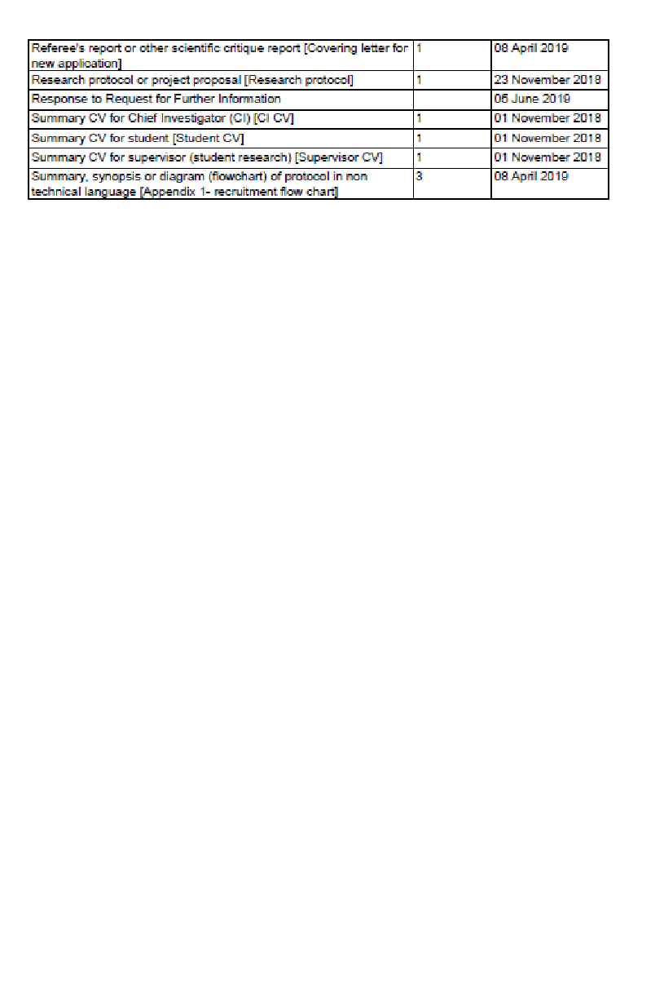 Referee's report or other scientific critique report [Covering letter for 1 08 April 2019
new application]
Research protocol or project proposal [Research protocol] 1 23 November 2018
Response to Request for Further Information 05 June 2019
Summary CV for Chief Investigator (CI) [CI CV] 1 01 November 2018
Summary CV for student [Student CV] 1 01 November 2018
Summary CV for supervisor (student research) [Supervisor CV] 1 01 November 2018
Summary, synopsis or diagram (flowchart) of protocol in non 3 08 April 2019
technical language [Appendix 1- recruitment flow chart]